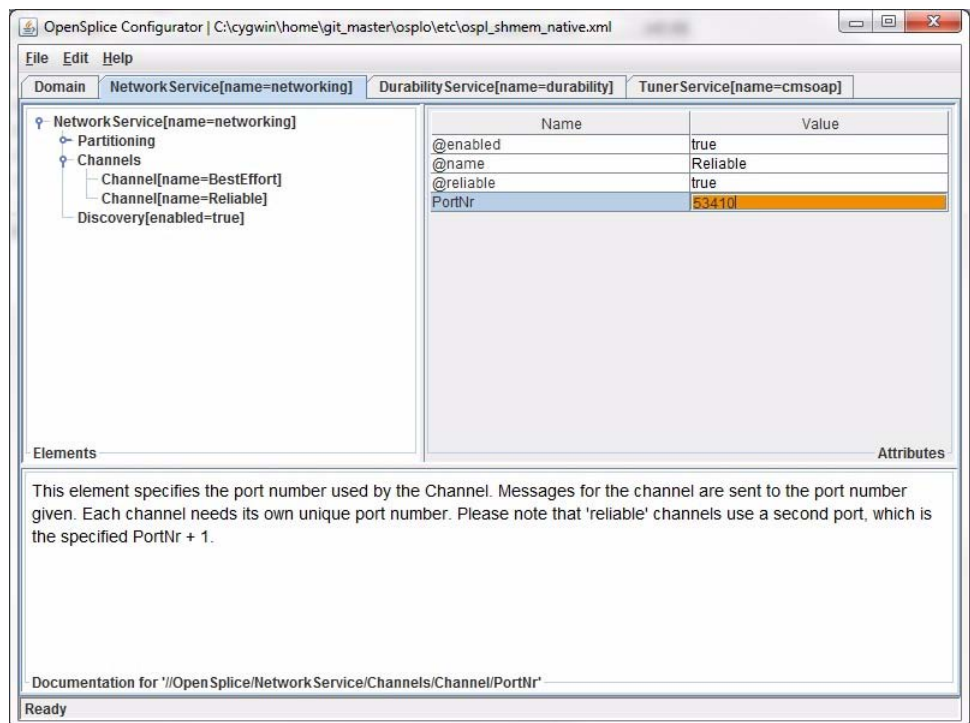 OpenSplice Configurator | C:\cygwin\home\git_master\osplo\etc\ospl_shmem_native.xml
File Edit Help
Domain NetworkService[name=networking] DurabilityService[name=durability] TunerService[name=cmsoap]
NetworkService[name=networking]
Partitioning
Channels
Channel[name=BestEffort]
Channel[name=Reliable]
Discovery[enabled=true]
Elements
Name Value
@enabled true
@name Reliable
@reliable true
PortNr 53410
Attributes
This element specifies the port number used by the Channel. Messages for the channel are sent to the port number
given. Each channel needs its own unique port number. Please note that 'reliable' channels use a second port, which is
the specified PortNr + 1.
Documentation for '//OpenSplice/NetworkService/Channels/Channel/PortNr'
Ready